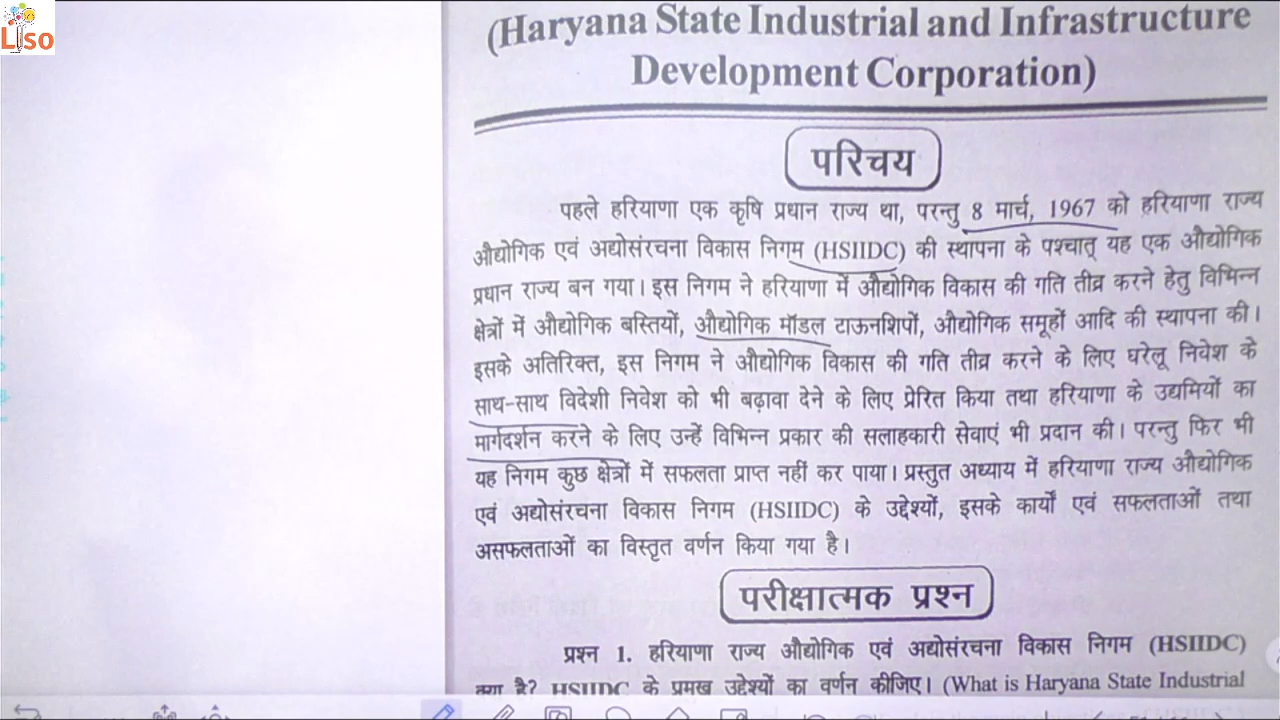 Liso
(Haryana State Industrial and Infrastructure
Development Corporation)
परिचय
पहले हरियाणा एक कृषि प्रधान राज्य था, परन्तु 8 मार्च, 1967 को हरियाणा राज्य
औद्योगिक एवं अद्योसंरचना विकास निगम (HSIIDC) की स्थापना के पश्चात् यह एक औद्योगिक
प्रधान राज्य बन गया। इस निगम ने हरियाणा में औद्योगिक विकास की गति तीव्र करने हेतु विभिन्न
क्षेत्रों में औद्योगिक बस्तियों, औद्योगिक मॉडल टाऊनशिपों, औद्योगिक समूहों आदि की स्थापना की।
इसके अतिरिक्त, इस निगम ने औद्योगिक विकास की गति तीव्र करने के लिए घरेलू निवेश के
साथ-साथ विदेशी निवेश को भी बढ़ावा देने के लिए प्रेरित किया तथा हरियाणा के उद्यमियों का
मार्गदर्शन करने के लिए उन्हें विभिन्न प्रकार की सलाहकारी सेवाएं भी प्रदान की। परन्तु फिर भी
यह निगम कुछ क्षेत्रों में सफलता प्राप्त नहीं कर पाया। प्रस्तुत अध्याय में हरियाणा राज्य औद्योगिक
एवं अद्योसंरचना विकास निगम (HSIIDC) के उद्देश्यों, इसके कार्यों एवं सफलताओं तथा
असफलताओं का विस्तृत वर्णन किया गया है।
परीक्षात्मक प्रश्न
प्रश्न 1. हरियाणा राज्य औद्योगिक एवं अद्योसंरचना विकास निगम (HSIIDC)
क्या है? HSIIDC के प्रमुख उद्देश्यों का वर्णन कीजिए। (What is Haryana State Industrial